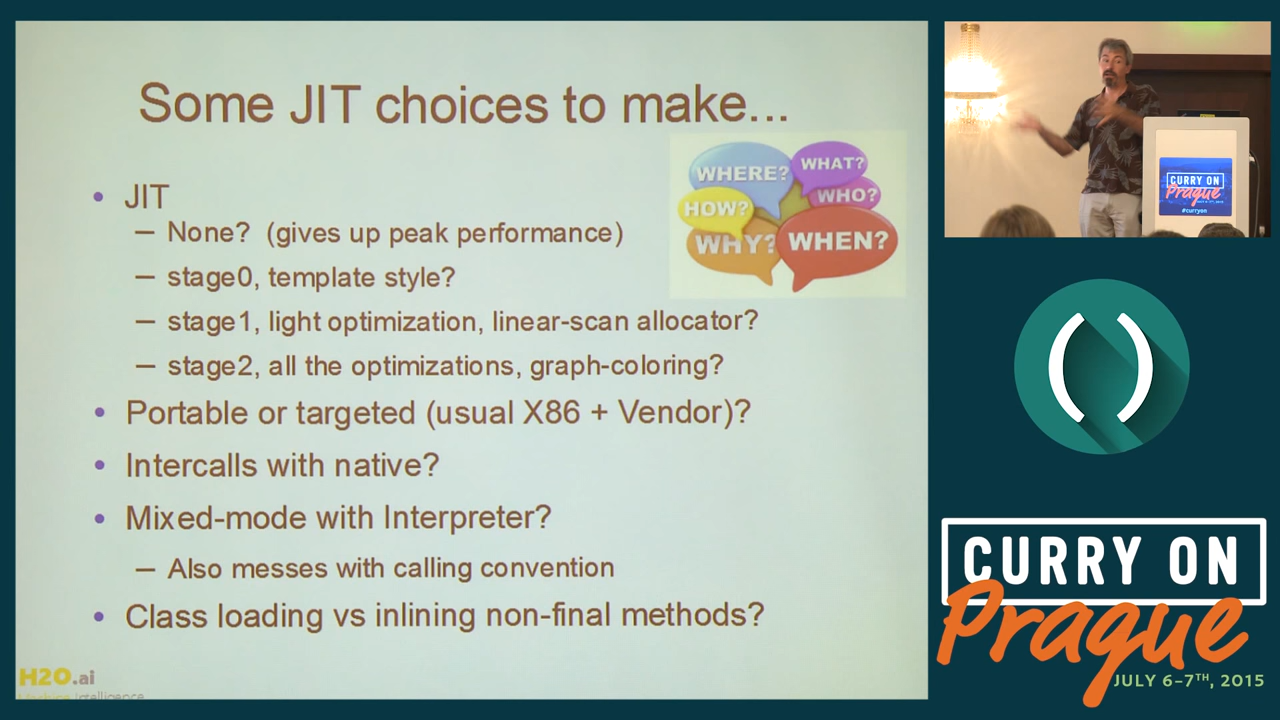 Some JIT choices to make...
WHERE?
WHAT?
HOW?
WHO?
WHY?
WHEN?
• JIT
– None? (gives up peak performance)
– stage0, template style?
– stage1, light optimization, linear-scan allocator?
– stage2, all the optimizations, graph-coloring?
• Portable or targeted (usual X86 + Vendor)?
• Intercalls with native?
• Mixed-mode with Interpreter?
– Also messes with calling convention
• Class loading vs inlining non-final methods?
H2O.ai
Machine Intelligence
CURRY ON
Prague
#curryon
( )
CURRY ON
Prague
JULY 6-7TH, 2015